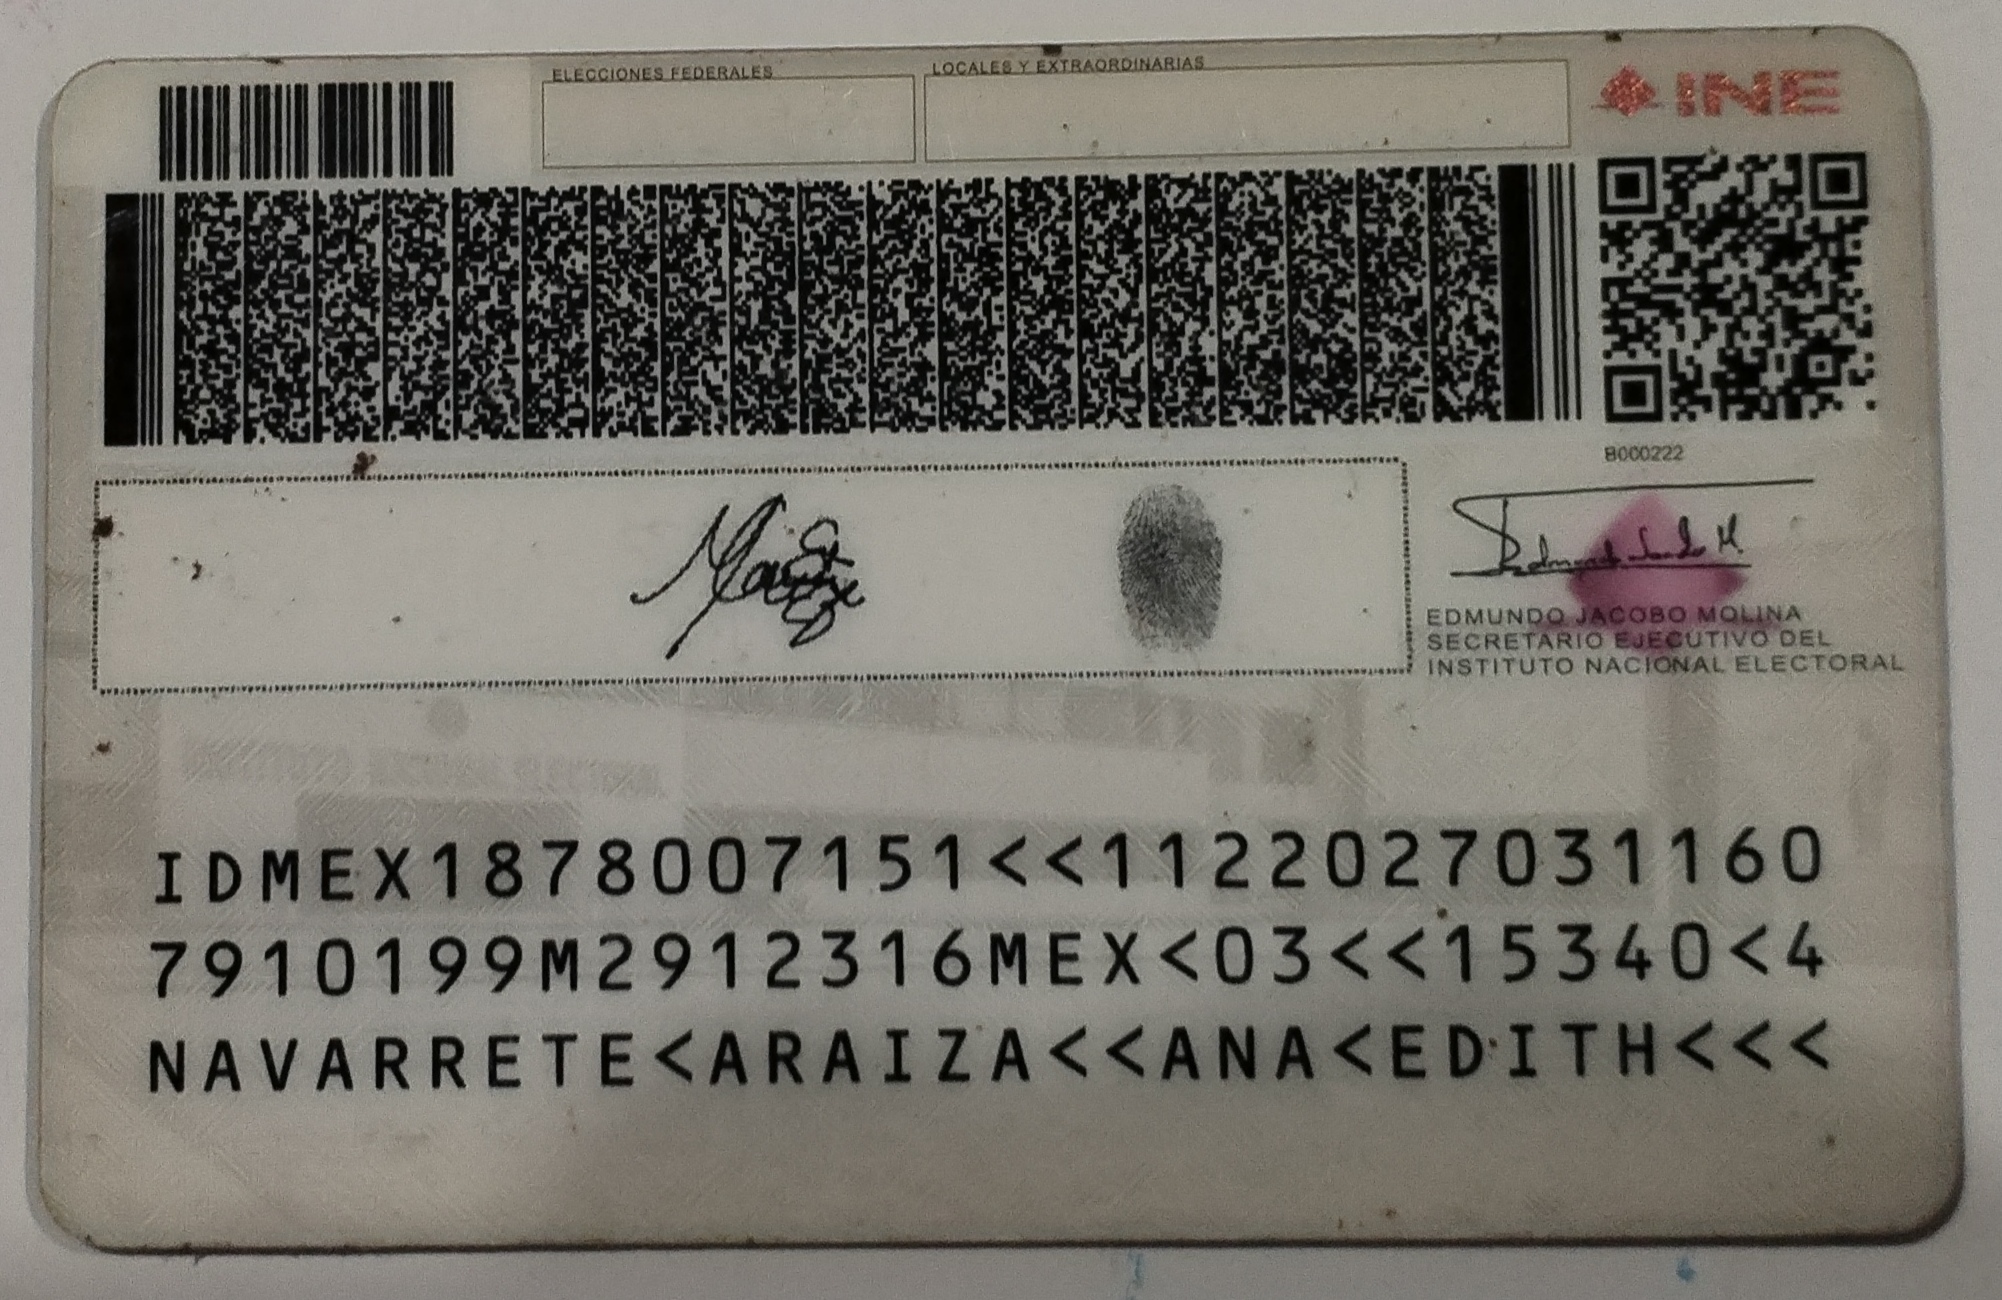 ELECCIONES FEDERALES
LOCALES Y EXTRAORDINARIAS
INE
B000222
EDMUNDO JACOBO MOLINA
SECRETARIO EJECUTIVO DEL
INSTITUTO NACIONAL ELECTORAL
IDMEX1878007151<<1122027031160
7910199M2912316MEX<03<<15340<4
NAVARRETE<ARAIZA<<ANA<EDITH<<<